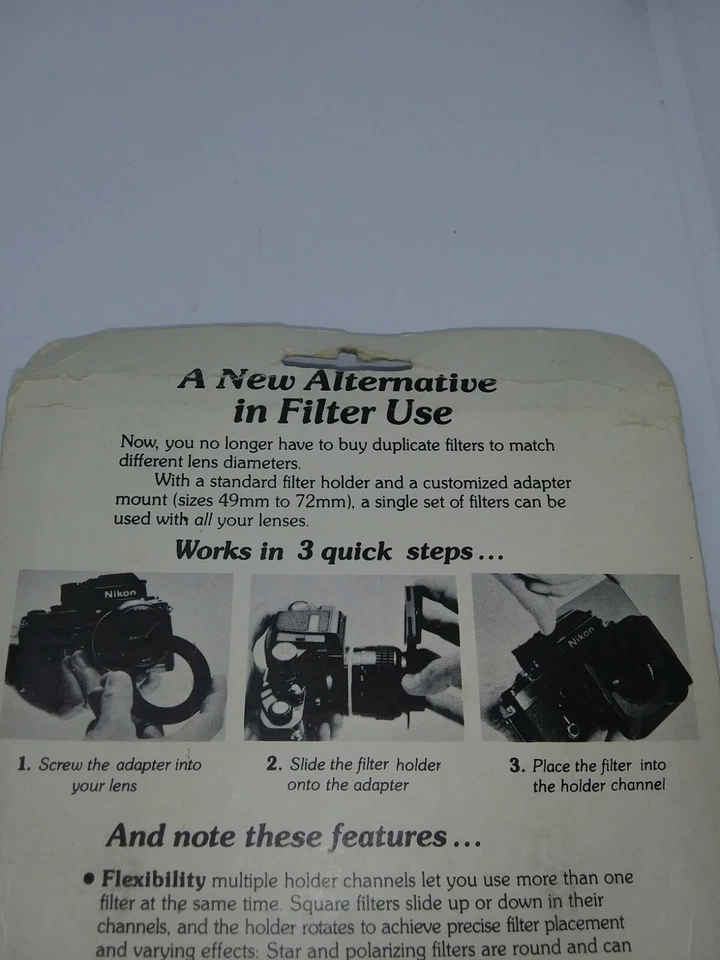 A New Alternative
in Filter Use
Now, you no longer have to buy duplicate filters to match
different lens diameters.
With a standard filter holder and a customized adapter
mount (sizes 49mm to 72mm), a single set of filters can be
used with all your lenses.
Works in 3 quick steps...
Nikon
Nikon
1. Screw the adapter into
your lens
2. Slide the filter holder
onto the adapter
3. Place the filter into
the holder channel
And note these features...
• Flexibility multiple holder channels let you use more than one
filter at the same time. Square filters slide up or down in their
channels, and the holder rotates to achieve precise filter placement
and varying effects: Star and polarizing filters are round and can